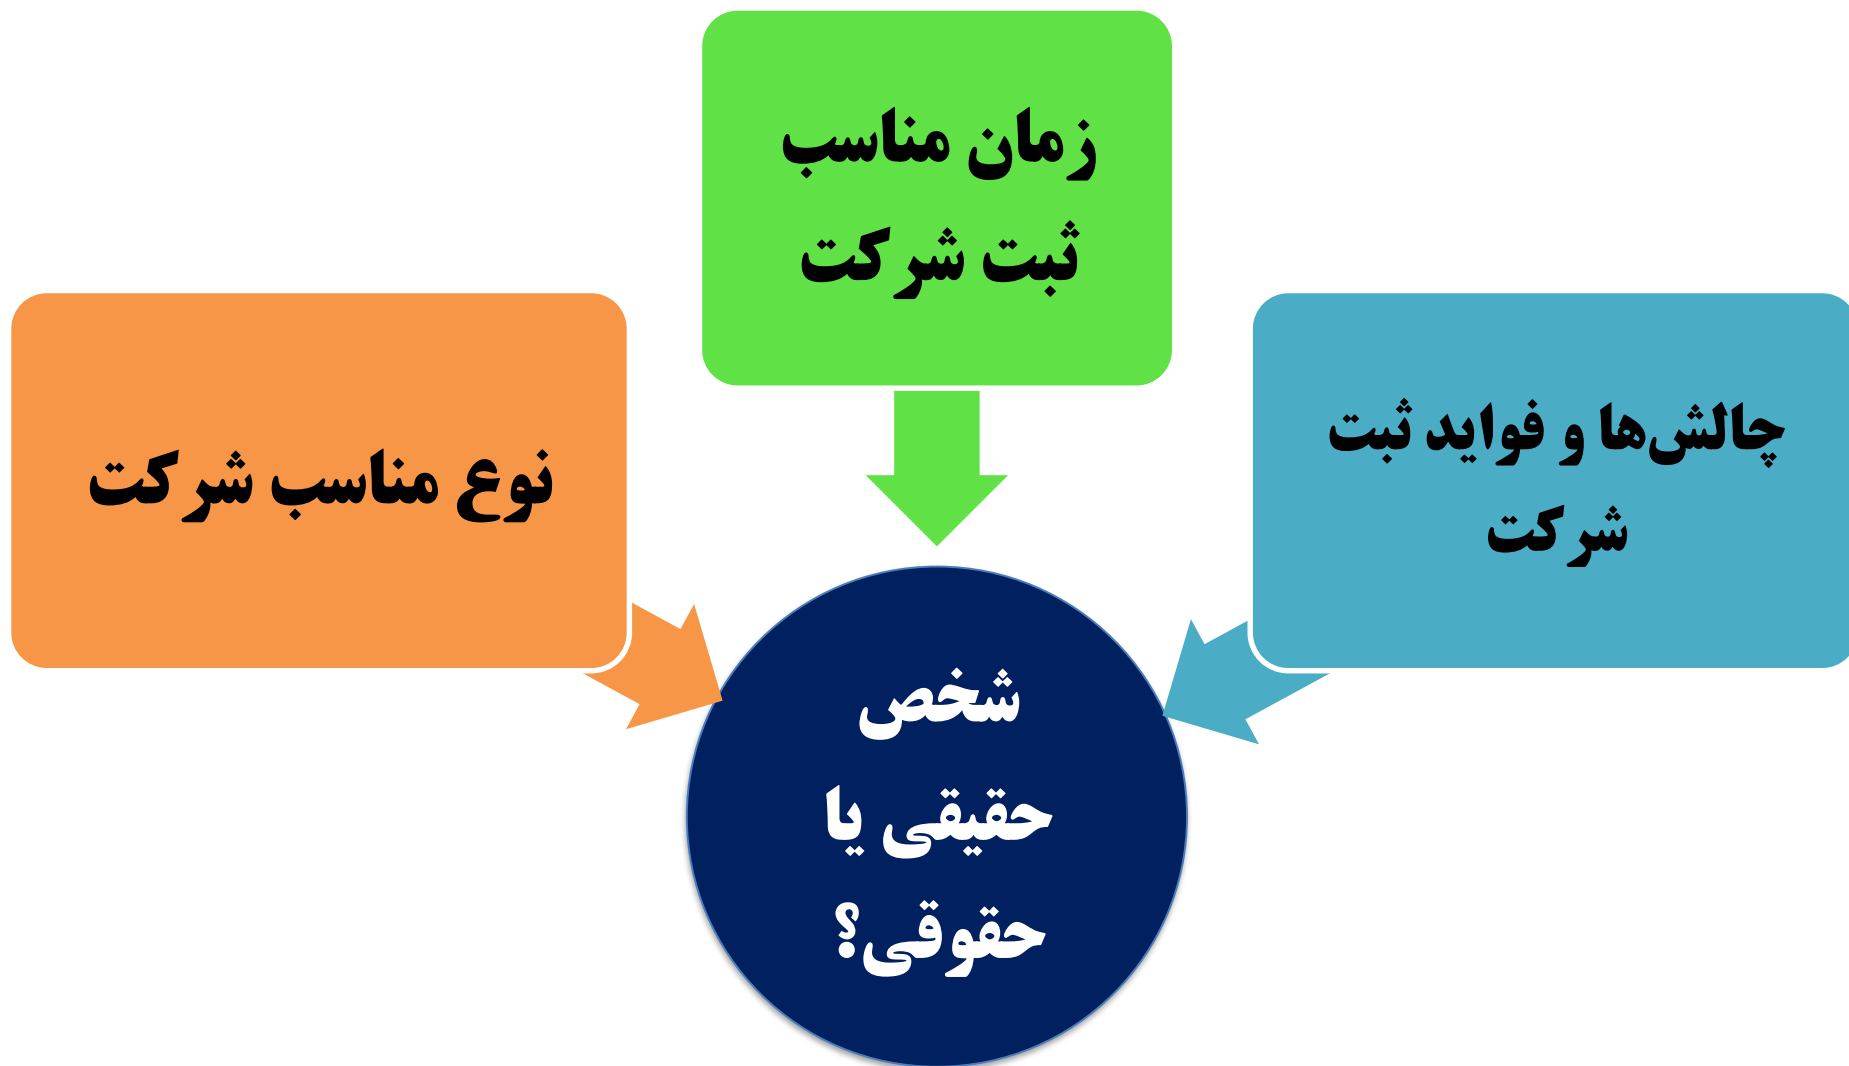 زمان مناسب
ثبت شرکت
چالش‌ها و فواید ثبت
شرکت
نوع مناسب شرکت
شخص
حقیقی یا
حقوقی؟